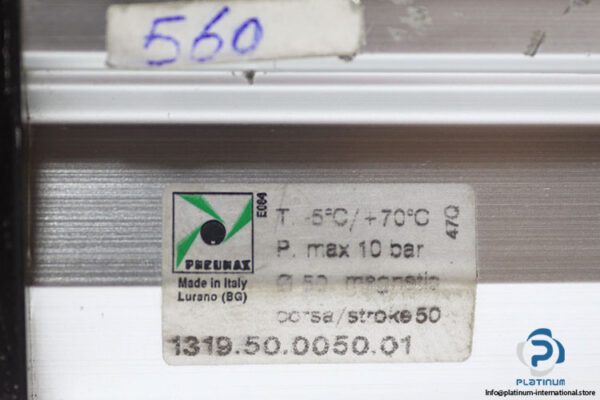 560
PNEUMAX
Made in Italy
Lurano (BG)
E084
T. -5°C/+70°C
P. max 10 bar
Ø 50 magnetic
corsa/stroke 50
47Q
1319.50.0050.01
PLATINUM
info@platinum-international.store